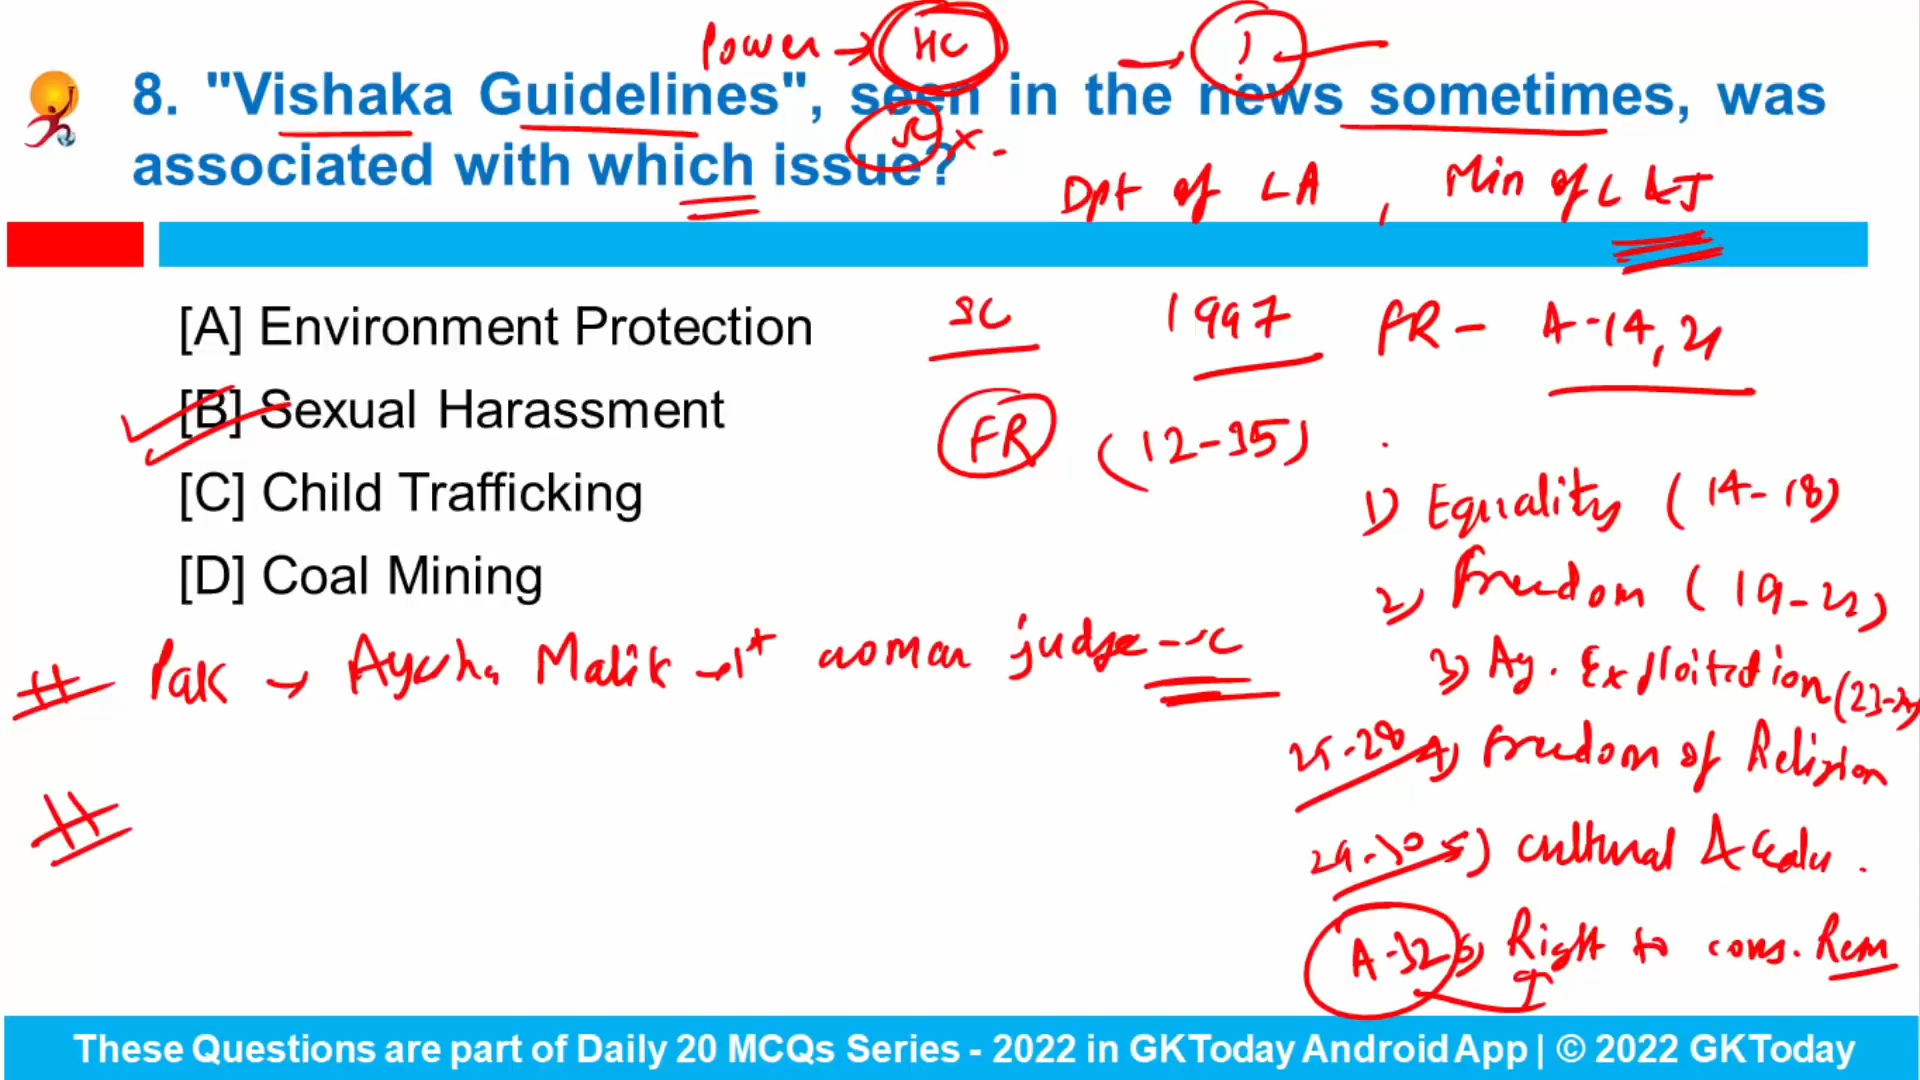 Power → HC → ?
8. "Vishaka Guidelines", seen in the news sometimes, was
associated with which issue?
SC x.
Dpt of LA, Min of L & J
[A] Environment Protection
SC 1997 FR - A-14, 21
[B] Sexual Harassment
FR (12-35)
[C] Child Trafficking
1) Equality (14-18)
[D] Coal Mining
2) Freedom (19-22)
Pak → Ayesha Malik → 1st woman judge - SC
3) Ag. Exploitation (23-24)
25-28 4) Freedom of Religion
29-30 5) cultural & Edu.
A-32 6) Right to cons. Rem
These Questions are part of Daily 20 MCQs Series - 2022 in GKToday Android App | © 2022 GKToday